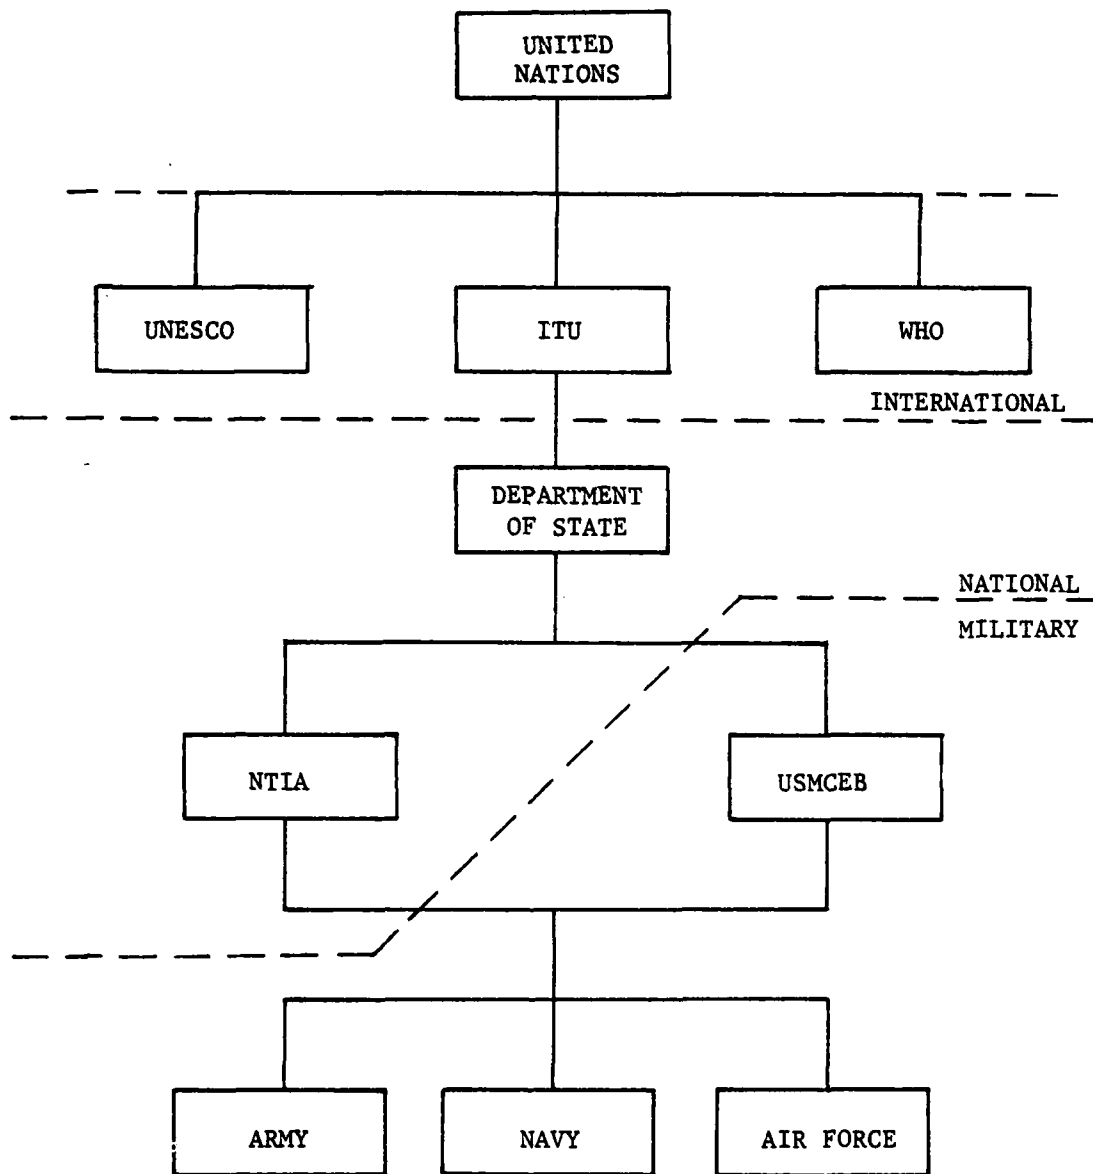 UNITED
NATIONS
UNESCO
ITU
WHO
INTERNATIONAL
DEPARTMENT
OF STATE
NATIONAL
MILITARY
NTIA
USMCEB
ARMY
NAVY
AIR FORCE